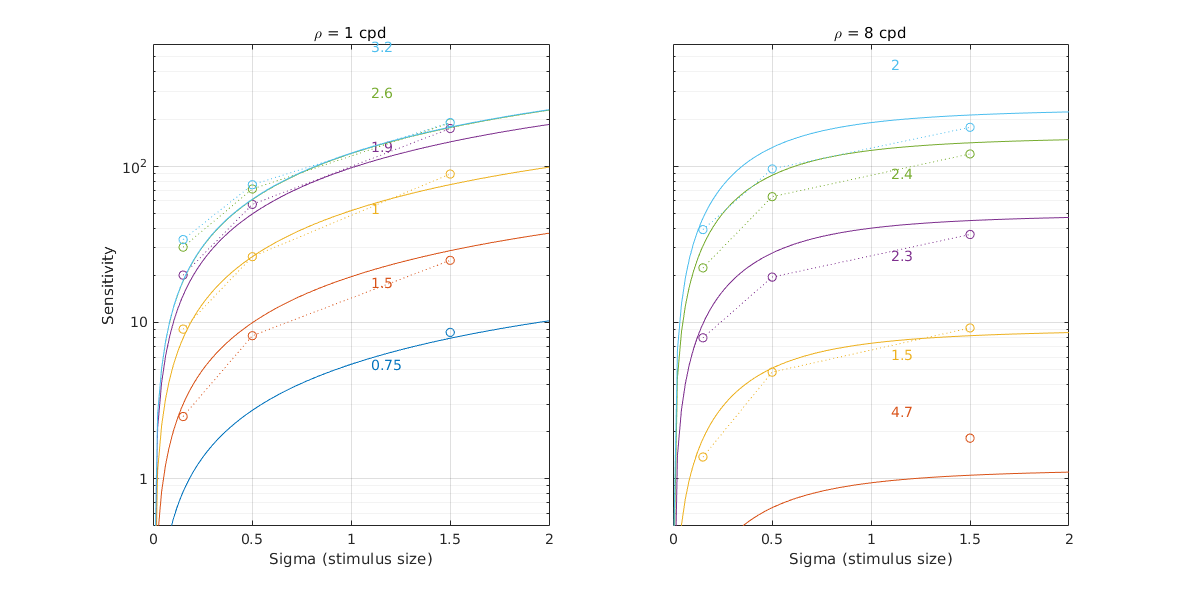 ρ = 1 cpd
3.2
2.6
1.9
1
1.5
0.75
10²
10
1
Sensitivity
0 0.5 1 1.5 2
Sigma (stimulus size)
ρ = 8 cpd
2
2.4
2.3
1.5
4.7
0 0.5 1 1.5 2
Sigma (stimulus size)